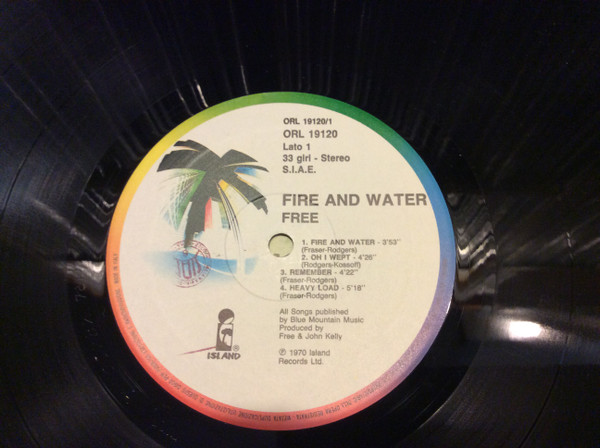 ORL 19120/1
ORL 19120
Lato 1
33 giri - Stereo
S.I.A.E.
FIRE AND WATER
FREE
1. FIRE AND WATER - 3'53"
(Fraser-Rodgers)
2. OH I WEPT - 4'26"
(Rodgers-Kossoff)
3. REMEMBER - 4'22"
(Fraser-Rodgers)
4. HEAVY LOAD - 5'18"
(Fraser-Rodgers)
All Songs published
by Blue Mountain Music
Produced by
Free & John Kelly
℗ 1970 Island
Records Ltd.
ISLAND®
MADE IN ITALY